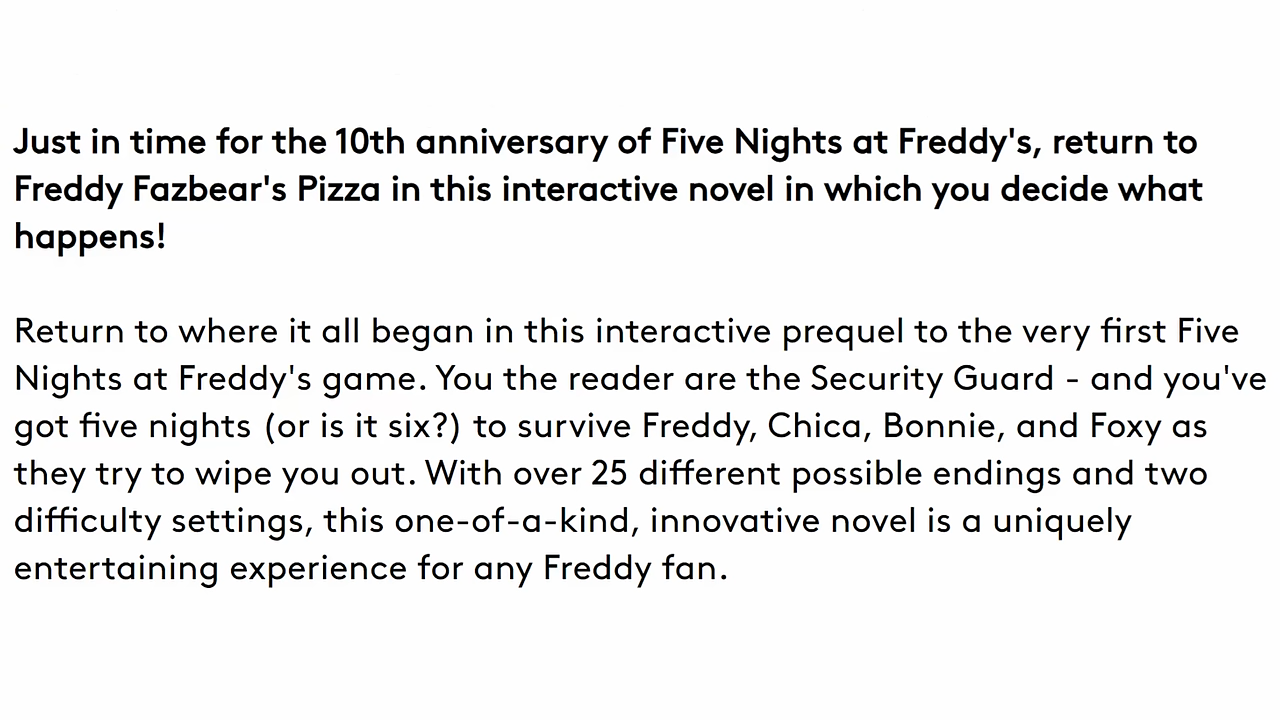 Just in time for the 10th anniversary of Five Nights at Freddy's, return to
Freddy Fazbear's Pizza in this interactive novel in which you decide what
happens!
Return to where it all began in this interactive prequel to the very first Five
Nights at Freddy's game. You the reader are the Security Guard - and you've
got five nights (or is it six?) to survive Freddy, Chica, Bonnie, and Foxy as
they try to wipe you out. With over 25 different possible endings and two
difficulty settings, this one-of-a-kind, innovative novel is a uniquely
entertaining experience for any Freddy fan.